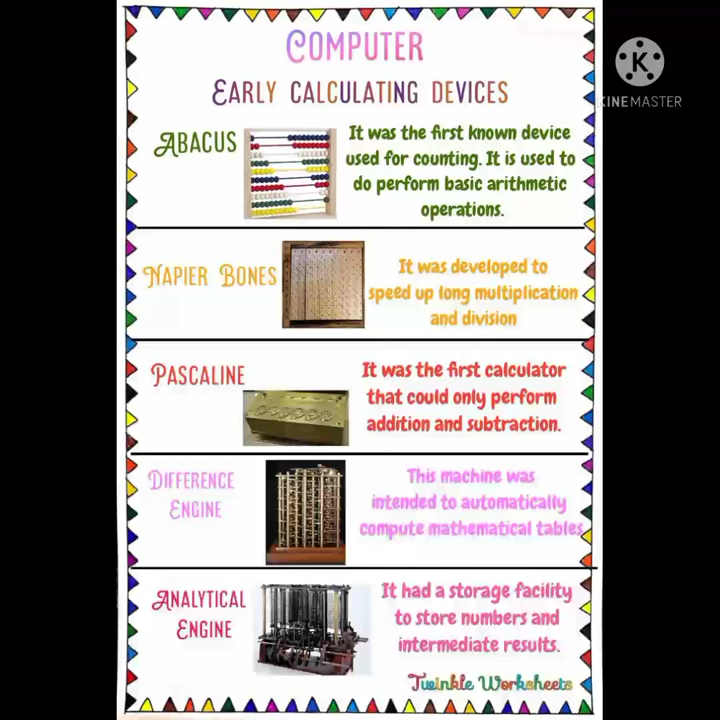 COMPUTER
EARLY CALCULATING DEVICES
K
KINEMASTER
ABACUS
It was the first known device
used for counting. It is used to
do perform basic arithmetic
operations.
NAPIER BONES
It was developed to
speed up long multiplication
and division
PASCALINE
It was the first calculator
that could only perform
addition and subtraction.
DIFFERENCE
ENGINE
This machine was
intended to automatically
compute mathematical tables
ANALYTICAL
ENGINE
It had a storage facility
to store numbers and
intermediate results.
Twinkle Worksheets